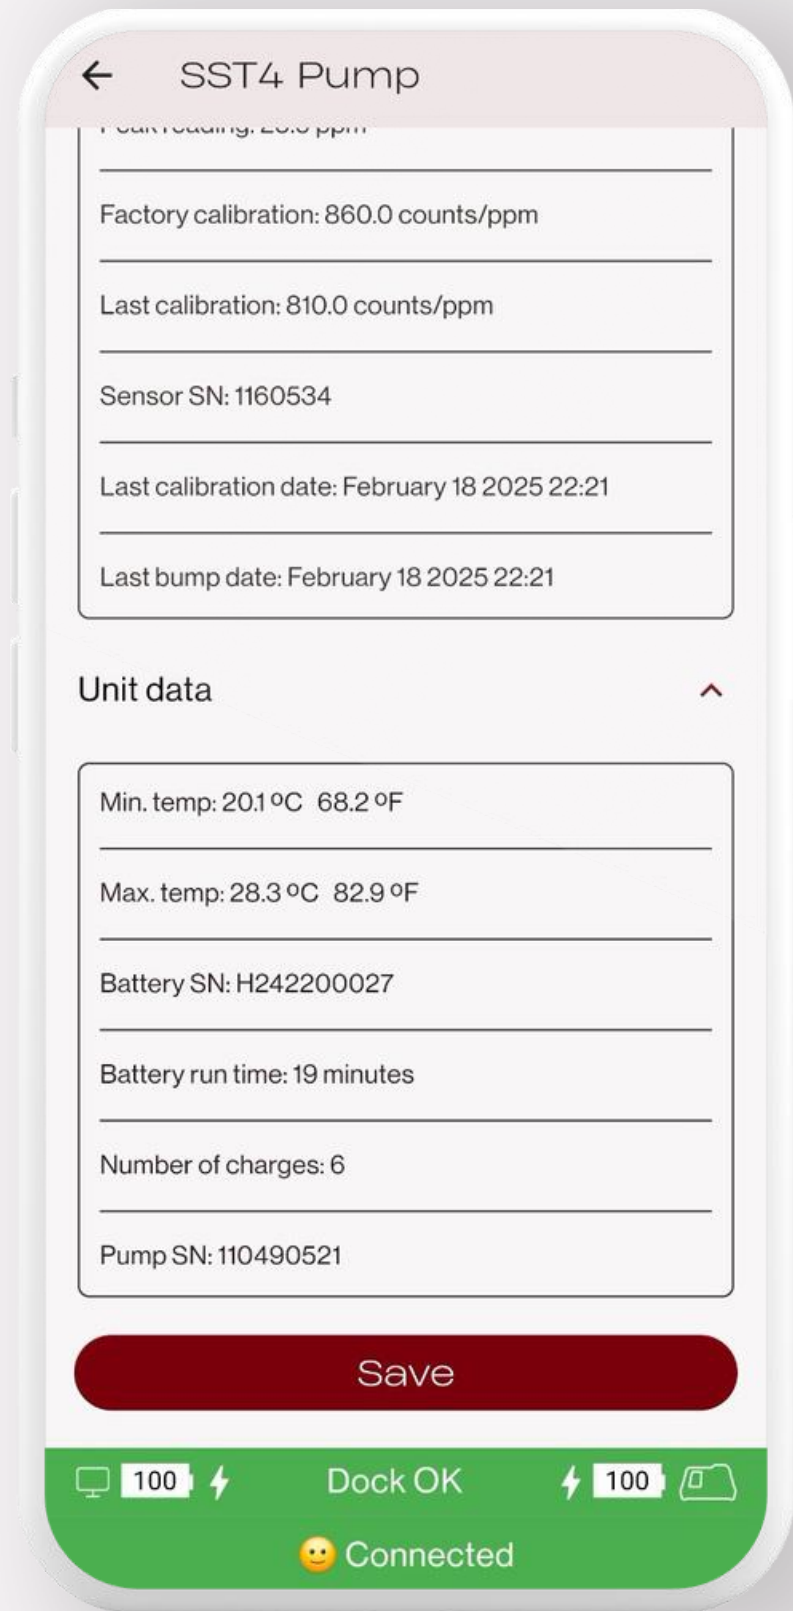 SST4 Pump
Peak reading: 
Factory calibration: 860.0 counts/ppm
Last calibration: 810.0 counts/ppm
Sensor SN: 1160534
Last calibration date: February 18 2025 22:21
Last bump date: February 18 2025 22:21
Unit data
Min. temp: 20.1 ºC 68.2 ºF
Max. temp: 28.3 ºC 82.9 ºF
Battery SN: H242200027
Battery run time: 19 minutes
Number of charges: 6
Pump SN: 110490521
Save
100 Dock OK 100
Connected